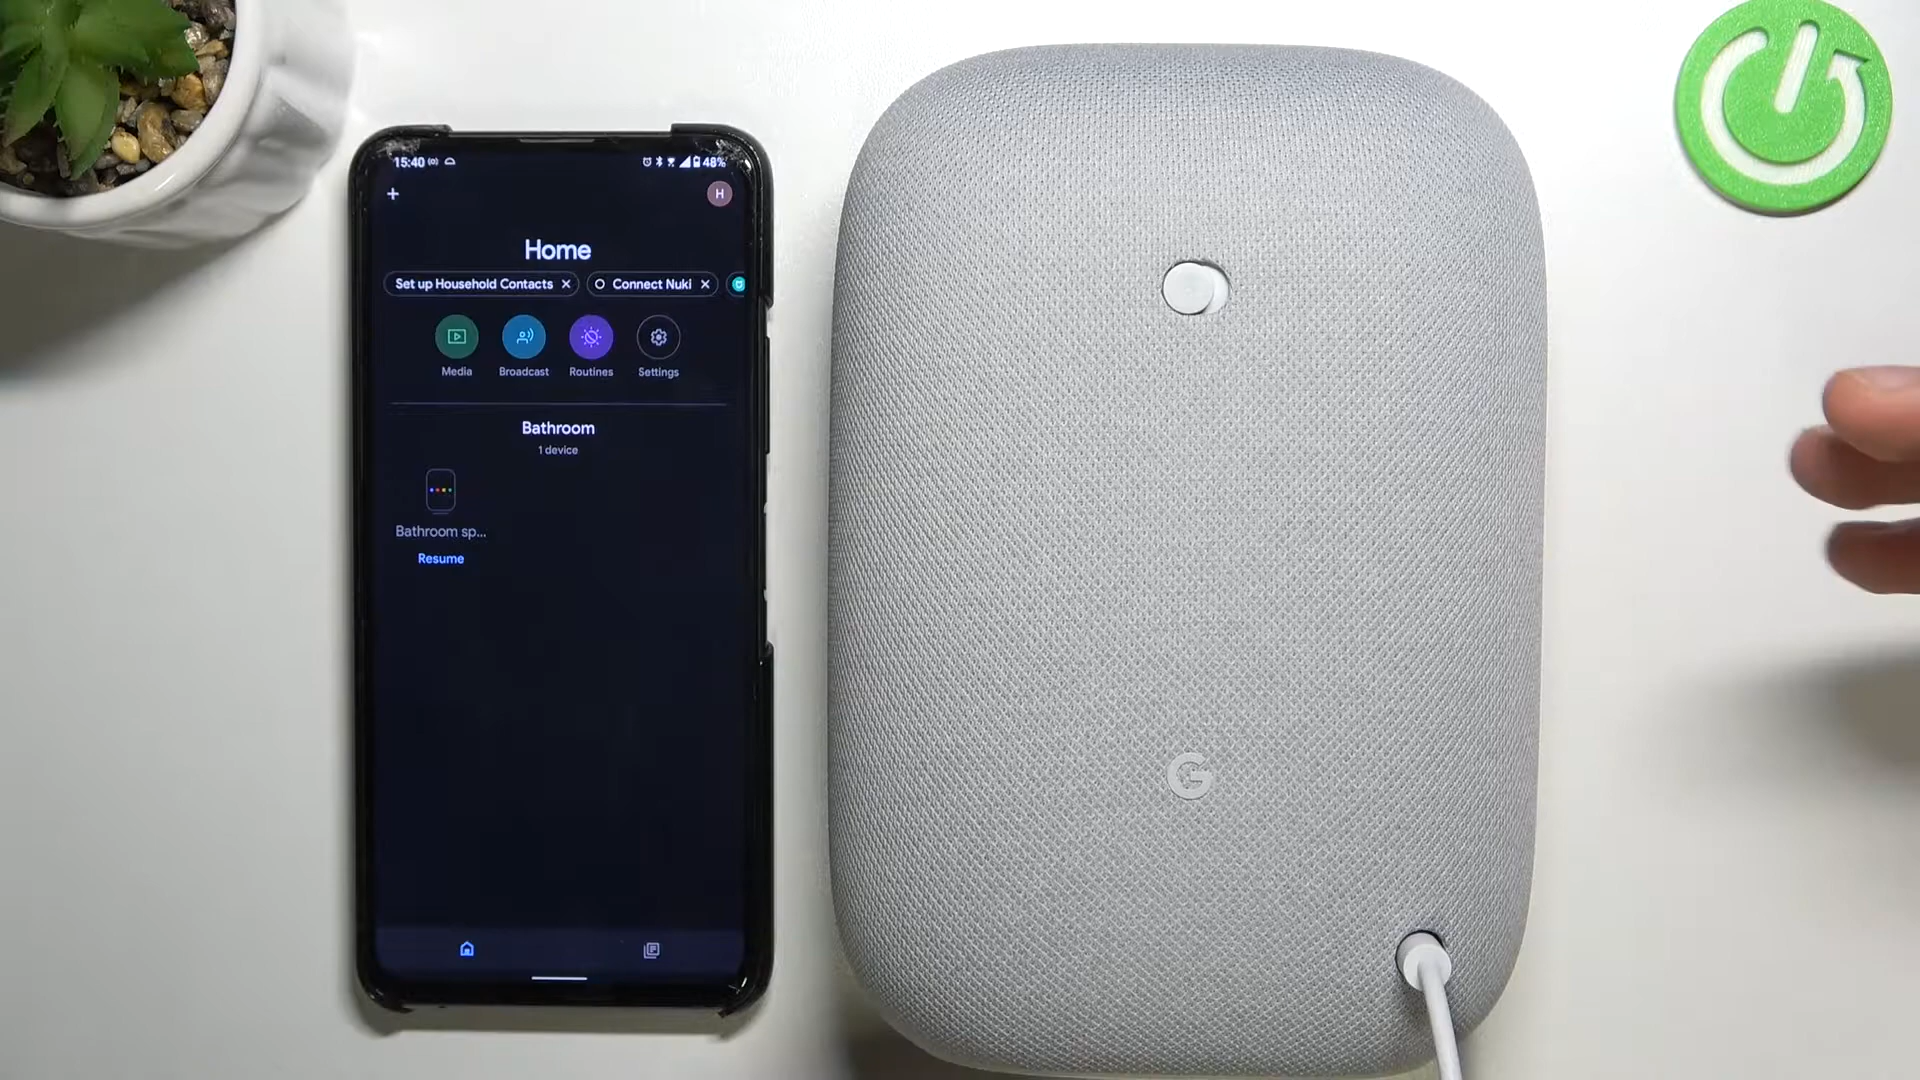 15:40
48%
+
H
Home
Set up Household Contacts ×
Connect Nuki ×
Media
Broadcast
Routines
Settings
Bathroom
1 device
Bathroom sp...
Resume
G